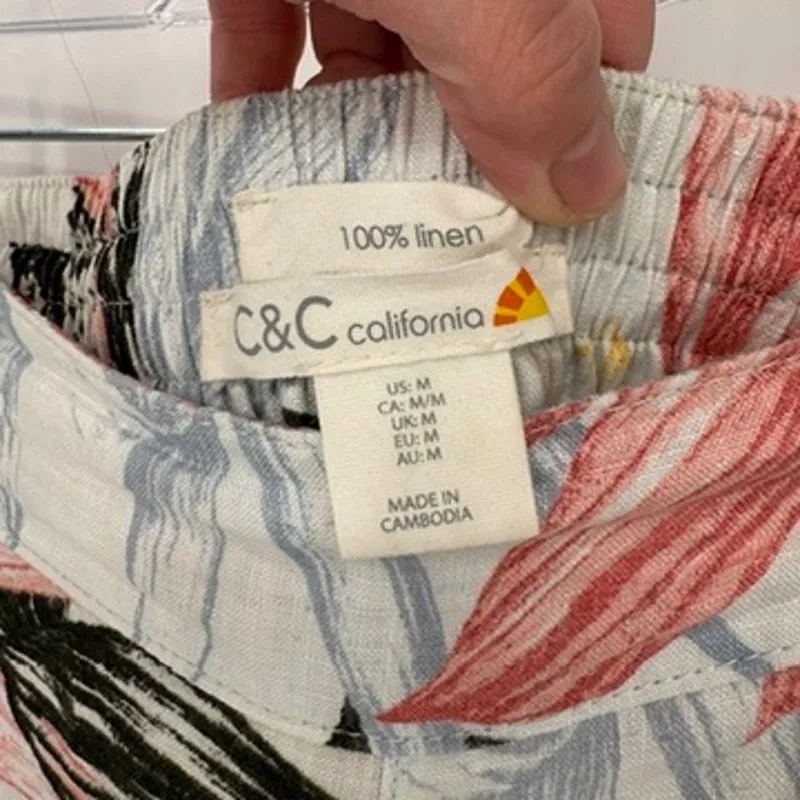 100% linen
C&C california
US: M
CA: M/M
UK: M
EU: M
AU: M
MADE IN
CAMBODIA